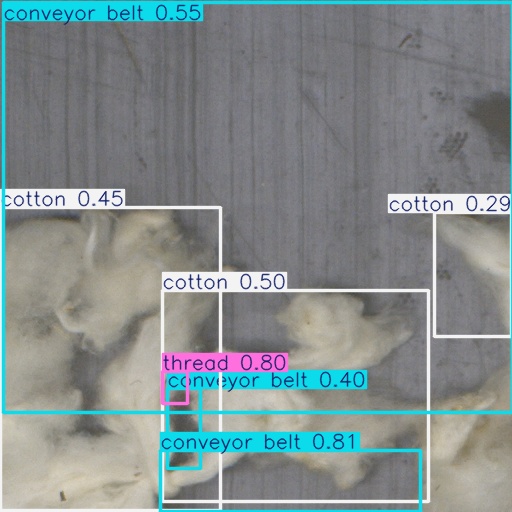 conveyor belt 0.55
cotton 0.45
cotton 0.29
cotton 0.50
thread 0.80
conveyor belt 0.40
conveyor belt 0.81